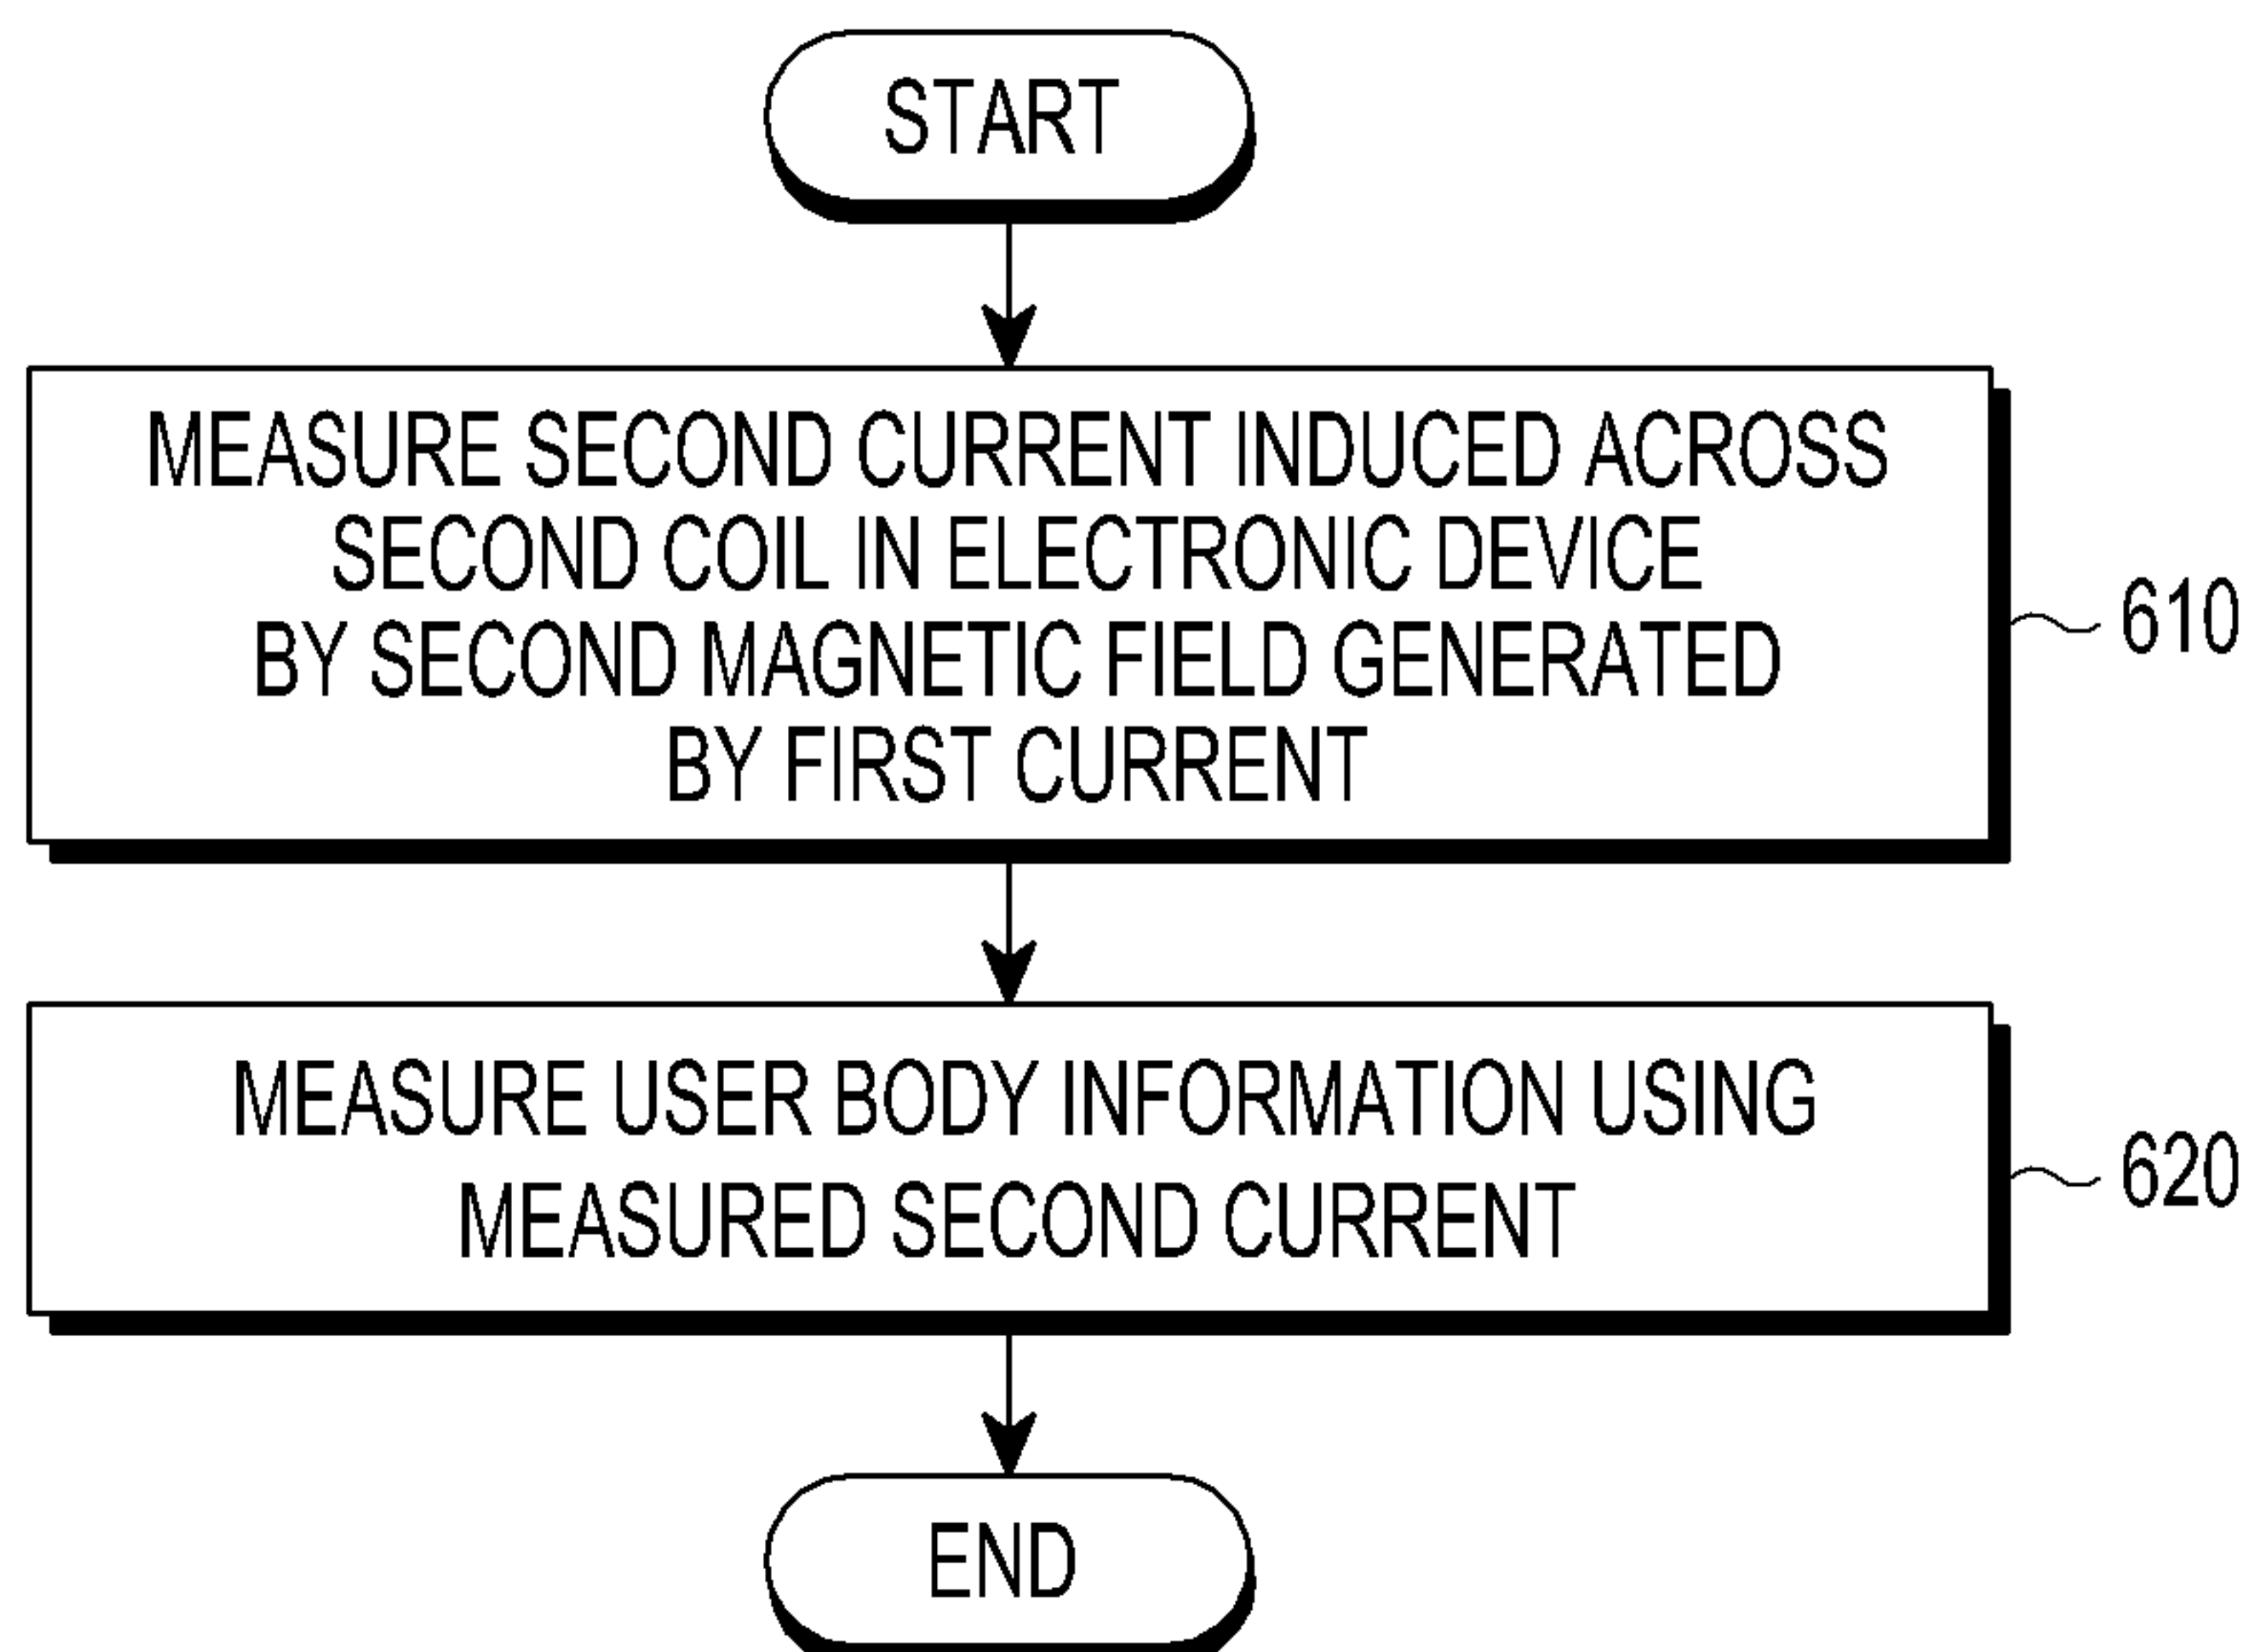 START
MEASURE SECOND CURRENT INDUCED ACROSS
SECOND COIL IN ELECTRONIC DEVICE
BY SECOND MAGNETIC FIELD GENERATED
BY FIRST CURRENT
610
MEASURE USER BODY INFORMATION USING
MEASURED SECOND CURRENT
620
END